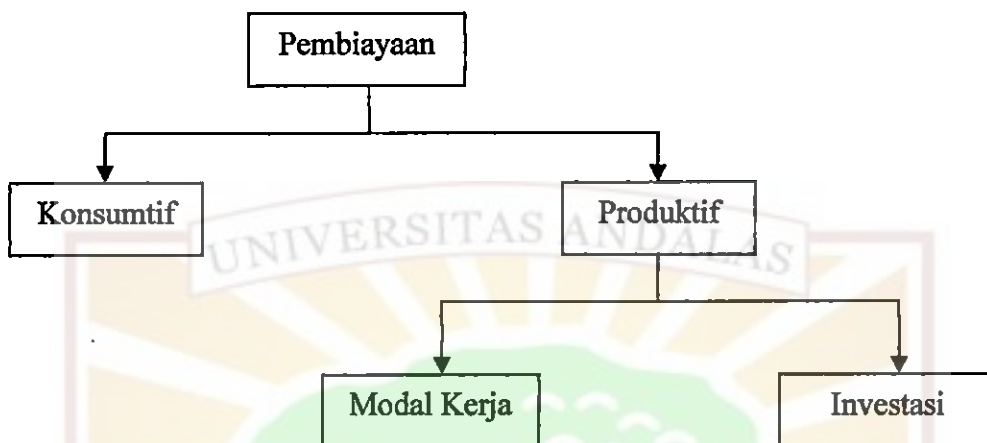 Pembiayaan
Konsumtif
Produktif
UNIVERSITAS ANDALAS
Modal Kerja
Investasi